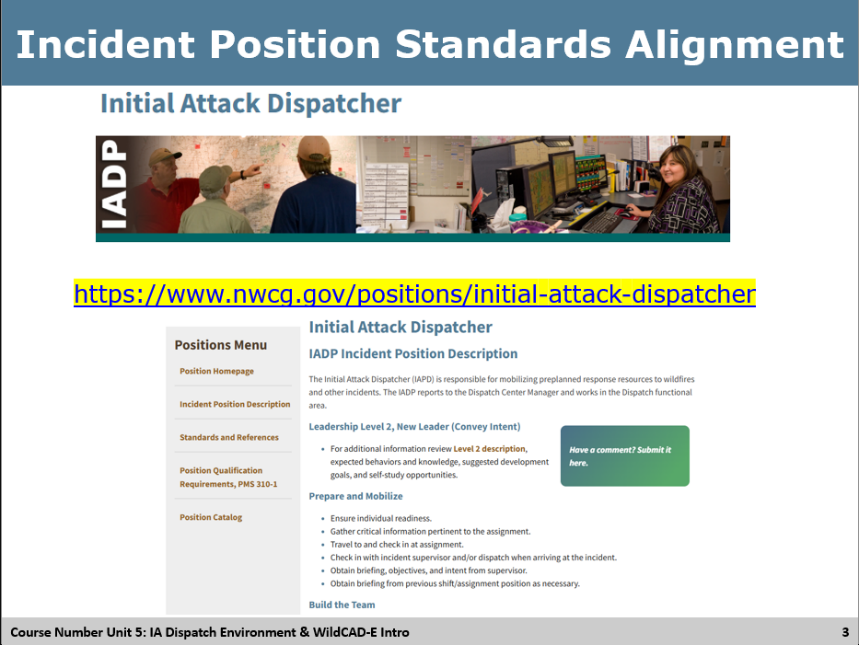 Incident Position Standards Alignment
Initial Attack Dispatcher
IADP
https://www.nwcg.gov/positions/initial-attack-dispatcher
Positions Menu
Position Homepage
Incident Position Description
Standards and References
Position Qualification
Requirements, PMS 310-1
Position Catalog
Initial Attack Dispatcher
IADP Incident Position Description
The Initial Attack Dispatcher (IAPD) is responsible for mobilizing preplanned response resources to wildfires
and other incidents. The IADP reports to the Dispatch Center Manager and works in the Dispatch functional
area.
Leadership Level 2, New Leader (Convey Intent)
• For additional information review Level 2 description,
expected behaviors and knowledge, suggested development
goals, and self-study opportunities.
Have a comment? Submit it
here.
Prepare and Mobilize
• Ensure individual readiness.
• Gather critical information pertinent to the assignment.
• Travel to and check in at assignment.
• Check in with incident supervisor and/or dispatch when arriving at the incident.
• Obtain briefing, objectives, and intent from supervisor.
• Obtain briefing from previous shift/assignment position as necessary.
Build the Team
Course Number Unit 5: IA Dispatch Environment & WildCAD-E Intro
3